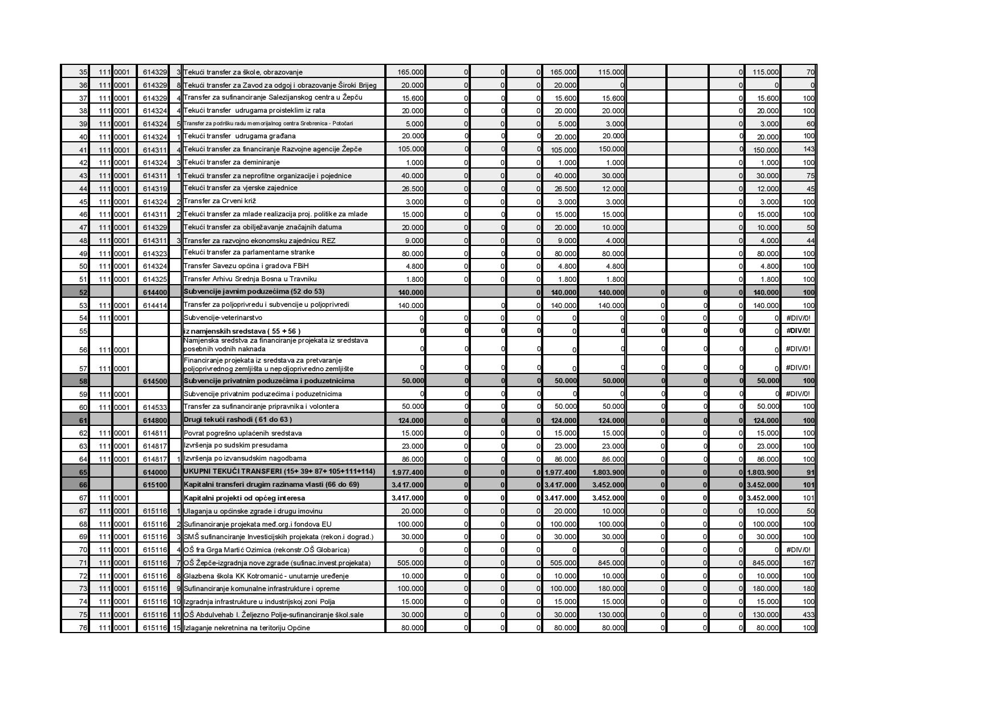 35 111 0001 614329 3 Tekući transfer za škole, obrazovanje 165.000 0 0 0 165.000 115.000 0 115.000 70
36 111 0001 614329 8 Tekući transfer za Zavod za odgoj i obrazovanje Široki Brijeg 20.000 0 0 0 20.000 0 0 0 0
37 111 0001 614329 4 Transfer za sufinanciranje Salezijanskog centra u Žepču 15.600 0 0 0 15.600 15.600 0 15.600 100
38 111 0001 614324 4 Tekući transfer udrugama proisteklim iz rata 20.000 0 0 0 20.000 20.000 0 20.000 100
39 111 0001 614324 5 Transfer za podršku radu memorijalnog centra Srebrenica - Potočari 5.000 0 0 0 5.000 3.000 0 3.000 60
40 111 0001 614324 1 Tekući transfer udrugama građana 20.000 0 0 0 20.000 20.000 0 20.000 100
41 111 0001 614311 4 Tekući transfer za financiranje Razvojne agencije Žepče 105.000 0 0 0 105.000 150.000 0 150.000 143
42 111 0001 614324 3 Tekući transfer za deminiranje 1.000 0 0 0 1.000 1.000 0 1.000 100
43 111 0001 614311 1 Tekući transfer za neprofitne organizacije i pojednice 40.000 0 0 0 40.000 30.000 0 30.000 75
44 111 0001 614319 Tekući transfer za vjerske zajednice 26.500 0 0 0 26.500 12.000 0 12.000 45
45 111 0001 614324 2 Transfer za Crveni križ 3.000 0 0 0 3.000 3.000 0 3.000 100
46 111 0001 614311 2 Tekući transfer za mlade realizacija proj. politike za mlade 15.000 0 0 0 15.000 15.000 0 15.000 100
47 111 0001 614329 Tekući transfer za obilježavanje značajnih datuma 20.000 0 0 0 20.000 10.000 0 10.000 50
48 111 0001 614311 3 Transfer za razvojno ekonomsku zajednicu REZ 9.000 0 0 0 9.000 4.000 0 4.000 44
49 111 0001 614323 Tekući transfer za parlamentarne stranke 80.000 0 0 0 80.000 80.000 0 80.000 100
50 111 0001 614324 Transfer Savezu općina i gradova FBiH 4.800 0 0 0 4.800 4.800 0 4.800 100
51 111 0001 614325 Transfer Arhivu Srednja Bosna u Travniku 1.800 0 0 0 1.800 1.800 0 1.800 100
52 614400 Subvencije javnim poduzećima (52 do 53) 140.000 0 140.000 140.000 0 0 0 140.000 100
53 111 0001 614414 Transfer za poljoprivredu i subvencije u poljoprivredi 140.000 0 0 140.000 140.000 0 0 0 140.000 100
54 111 0001 Subvencije-veterinarstvo 0 0 0 0 0 0 0 0 0 0 #DIV/0!
55 iz namjenskih sredstava ( 55 + 56 ) 0 0 0 0 0 0 0 0 0 0 #DIV/0!
Namjenska sredstva za financiranje projekata iz sredstava
56 111 0001 posebnih vodnih naknada 0 0 0 0 0 0 0 0 0 0 #DIV/0!
Financiranje projekata iz sredstava za pretvaranje
57 111 0001 poljoprivrednog zemljišta u nepoljoprivredno zemljište 0 0 0 0 0 0 0 0 0 0 #DIV/0!
58 614500 Subvencije privatnim poduzećima i poduzetnicima 50.000 0 0 0 50.000 50.000 0 0 0 50.000 100
59 111 0001 Subvencije privatnim poduzećima i poduzetnicima 0 0 0 0 0 0 0 0 0 0 #DIV/0!
60 111 0001 614533 Transfer za sufinanciranje pripravnika i volontera 50.000 0 0 0 50.000 50.000 0 0 0 50.000 100
61 614800 Drugi tekući rashodi ( 61 do 63 ) 124.000 0 0 0 124.000 124.000 0 0 0 124.000 100
62 111 0001 614811 Povrat pogrešno uplaćenih sredstava 15.000 0 0 0 15.000 15.000 0 0 0 15.000 100
63 111 0001 614817 Izvršenja po sudskim presudama 23.000 0 0 0 23.000 23.000 0 0 0 23.000 100
64 111 0001 614817 1 Izvršenja po izvansudskim nagodbama 86.000 0 0 0 86.000 86.000 0 0 0 86.000 100
65 614000 UKUPNI TEKUĆI TRANSFERI (15+ 39+ 87+ 105+111+114) 1.977.400 0 0 0 1.977.400 1.803.900 0 0 0 1.803.900 91
66 615100 Kapitalni transferi drugim razinama vlasti (66 do 69) 3.417.000 0 0 0 3.417.000 3.452.000 0 0 0 3.452.000 101
67 111 0001 Kapitalni projekti od općeg interesa 3.417.000 0 0 0 3.417.000 3.452.000 0 0 0 3.452.000 101
67 111 0001 615116 1 Ulaganja u općinske zgrade i drugu imovinu 20.000 0 0 0 20.000 10.000 0 0 0 10.000 50
68 111 0001 615116 2 Sufinanciranje projekata međ.org.i fondova EU 100.000 0 0 0 100.000 100.000 0 0 0 100.000 100
69 111 0001 615116 3 SMŠ sufinanciranje Investicijskih projekata (rekon.i dograd.) 30.000 0 0 0 30.000 30.000 0 0 0 30.000 100
70 111 0001 615116 4 OŠ fra Grga Martić Ozimica (rekonstr.OŠ Globarica) 0 0 0 0 0 0 0 0 0 0 #DIV/0!
71 111 0001 615116 7 OŠ Žepče-izgradnja nove zgrade (sufinac.invest.projekata) 505.000 0 0 0 505.000 845.000 0 0 0 845.000 167
72 111 0001 615116 8 Glazbena škola KK Kotromanić - unutarnje uređenje 10.000 0 0 0 10.000 10.000 0 0 0 10.000 100
73 111 0001 615116 9 Sufinanciranje komunalne infrastrukture i opreme 100.000 0 0 0 100.000 180.000 0 0 0 180.000 180
74 111 0001 615116 10 Izgradnja infrastrukture u industrijskoj zoni Polja 15.000 0 0 0 15.000 15.000 0 0 0 15.000 100
75 111 0001 615116 11 OŠ Abdulvehab I. Željezno Polje-sufinanciranje škol.sale 30.000 0 0 0 30.000 130.000 0 0 0 130.000 433
76 111 0001 615116 15 Izlaganje nekretnina na teritoriju Općine 80.000 0 0 0 80.000 80.000 0 0 0 80.000 100